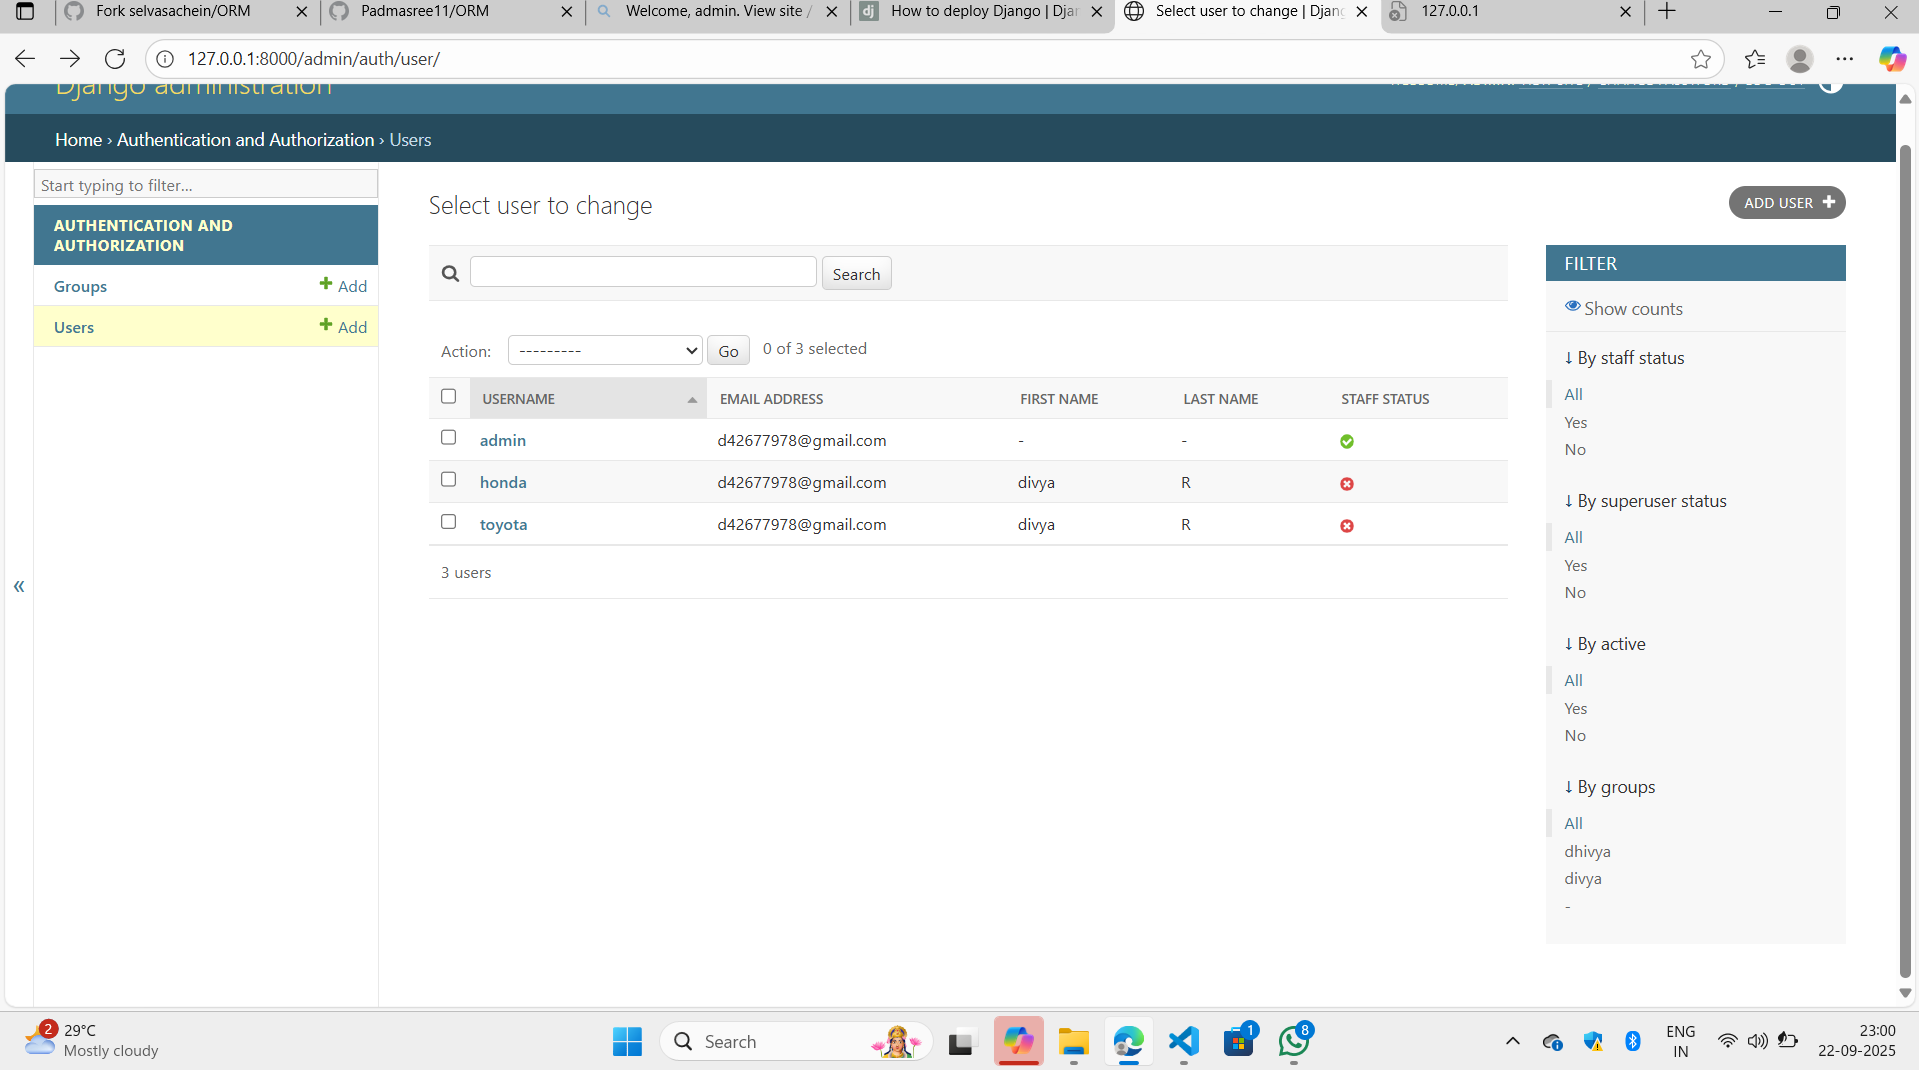 Fork selvasachein/ORM
Padmasree11/ORM
Welcome, admin. View site /
How to deploy Django | Djan
Select user to change | Djang
127.0.0.1
127.0.0.1:8000/admin/auth/user/
Django administration
Home › Authentication and Authorization › Users
Start typing to filter...
AUTHENTICATION AND
AUTHORIZATION
Groups
Add
Users
Add
«
Select user to change
ADD USER
Search
Action:
---------
Go
0 of 3 selected
USERNAME EMAIL ADDRESS FIRST NAME LAST NAME STAFF STATUS
admin d42677978@gmail.com - -
honda d42677978@gmail.com divya R
toyota d42677978@gmail.com divya R
3 users
FILTER
Show counts
↓ By staff status
All
Yes
No
↓ By superuser status
All
Yes
No
↓ By active
All
Yes
No
↓ By groups
All
dhivya
divya
-
2
29°C
Mostly cloudy
Search
1
8
ENG
IN
23:00
22-09-2025